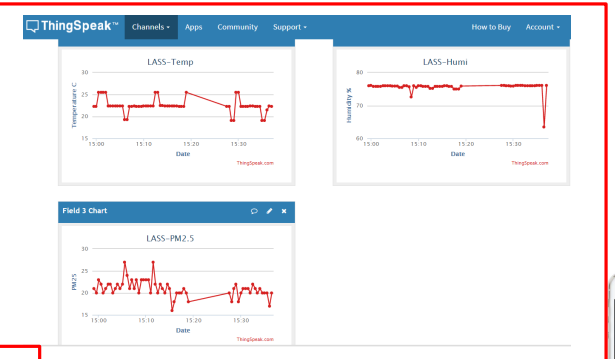 ThingSpeak™ Channels Apps Community Support How to Buy Account
LASS-Temp
30
25
20
15
Temperature C
15:00 15:10 15:20 15:30
Date
ThingSpeak.com
LASS-Humi
80
70
60
Humidity %
15:00 15:10 15:20 15:30
Date
ThingSpeak.com
Field 3 Chart
LASS-PM2.5
30
25
20
15
PM25
15:00 15:10 15:20 15:30
Date
ThingSpeak.com